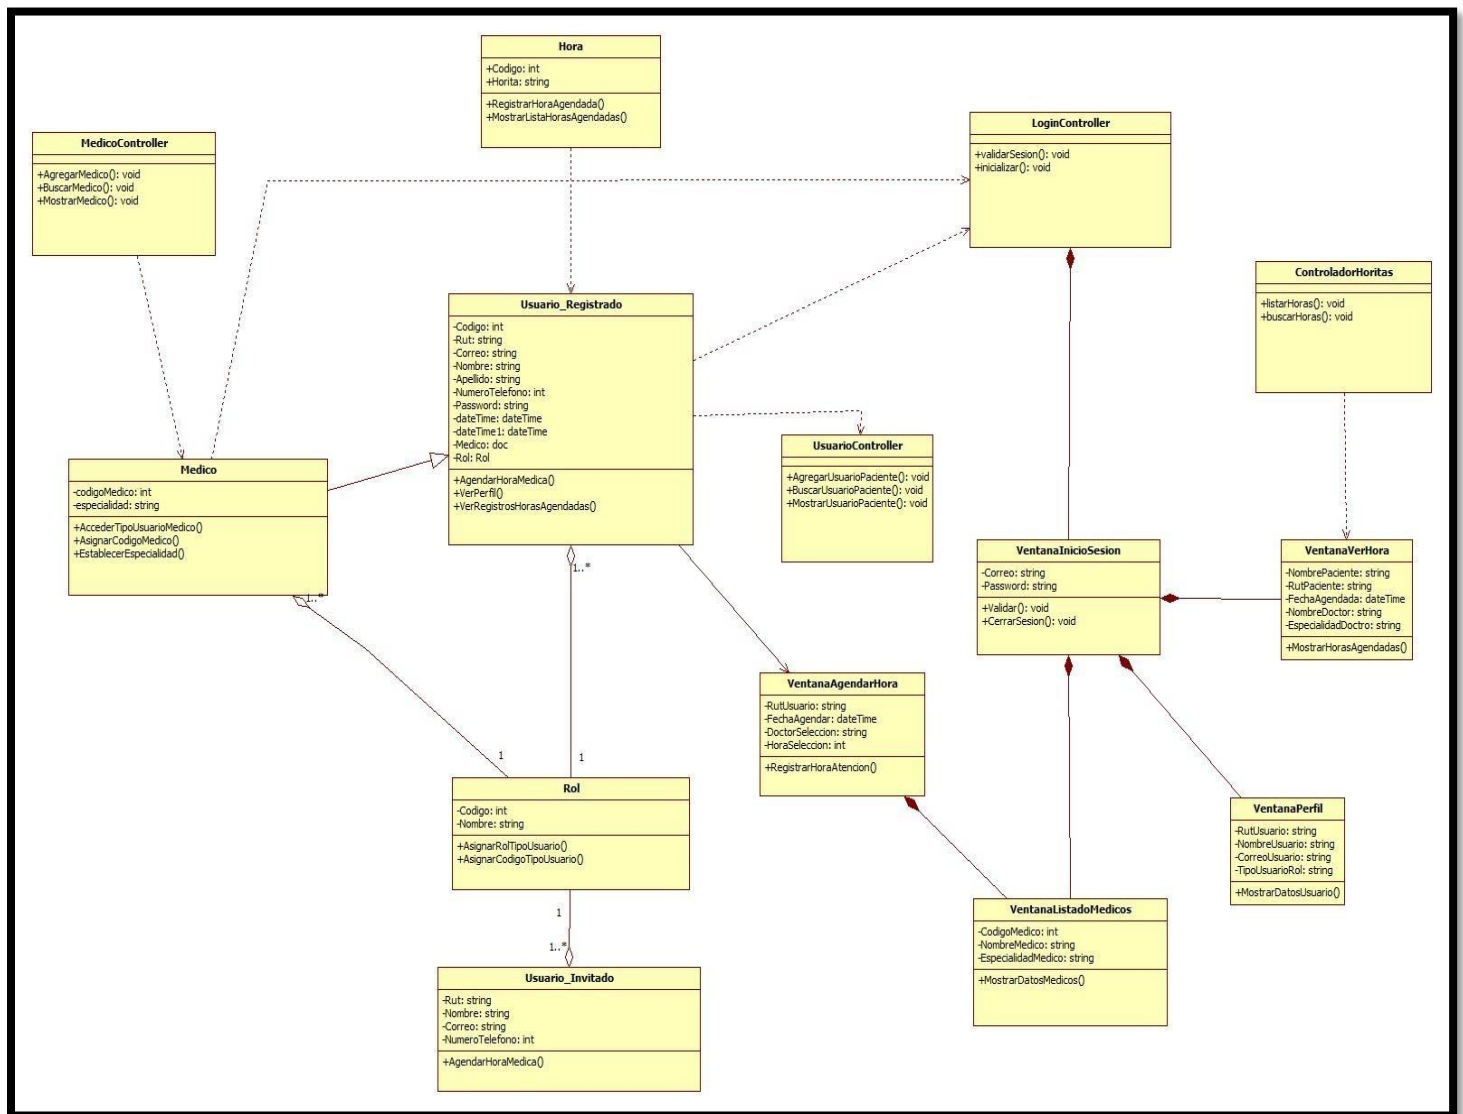 Hora
+Codigo: int
+Horita: string
+RegistrarHoraAgendada()
+MostrarListaHorasAgendadas()
MedicoController
+AgregarMedico(): void
+BuscarMedico(): void
+MostrarMedico(): void
LoginController
+validarSesion(): void
+inicializar(): void
ControladorHoritas
+listarHoras(): void
+buscarHoras(): void
Usuario_Registrado
-Codigo: int
-Rut: string
-Correo: string
-Nombre: string
-Apellido: string
-NumeroTelefono: int
-Password: string
-dateTime: dateTime
-dateTime1: dateTime
-Medico: doc
-Rol: Rol
+AgendarHoraMedica()
+VerPerfil()
+VerRegistrosHorasAgendadas()
UsuarioController
+AgregarUsuarioPaciente(): void
+BuscarUsuarioPaciente(): void
+MostrarUsuarioPaciente(): void
Medico
-codigoMedico: int
-especialidad: string
+AccederTipoUsuarioMedico()
+AsignarCodigoMedico()
+EstablecerEspecialidad()
VentanaInicioSesion
-Correo: string
-Password: string
+Validar(): void
+CerrarSesion(): void
VentanaVerHora
-NombrePaciente: string
-RutPaciente: string
-FechaAgendada: dateTime
-NombreDoctor: string
-EspecialidadDoctro: string
+MostrarHorasAgendadas()
1..*
1..*
VentanaAgendarHora
-RutUsuario: string
-FechaAgendar: dateTime
-DoctorSeleccion: string
-HoraSeleccion: int
+RegistrarHoraAtencion()
1
1
Rol
-Codigo: int
-Nombre: string
+AsignarRolTipoUsuario()
+AsignarCodigoTipoUsuario()
VentanaPerfil
-RutUsuario: string
-NombreUsuario: string
-CorreoUsuario: string
-TipoUsuarioRol: string
+MostrarDatosUsuario()
1
1..*
VentanaListadoMedicos
-CodigoMedico: int
-NombreMedico: string
-EspecialidadMedico: string
+MostrarDatosMedicos()
Usuario_Invitado
-Rut: string
-Nombre: string
-Correo: string
-NumeroTelefono: int
+AgendarHoraMedica()